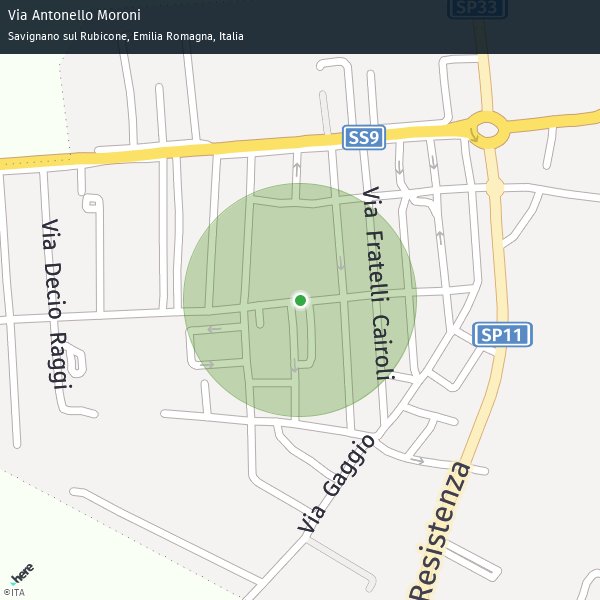 Via Antonello Moroni
Savignano sul Rubicone, Emilia Romagna, Italia
SP33
SS9
Via Fratelli Cairoli
Via Decio Raggi
SP11
Via Gaggio
Resistenza
here
©ITA